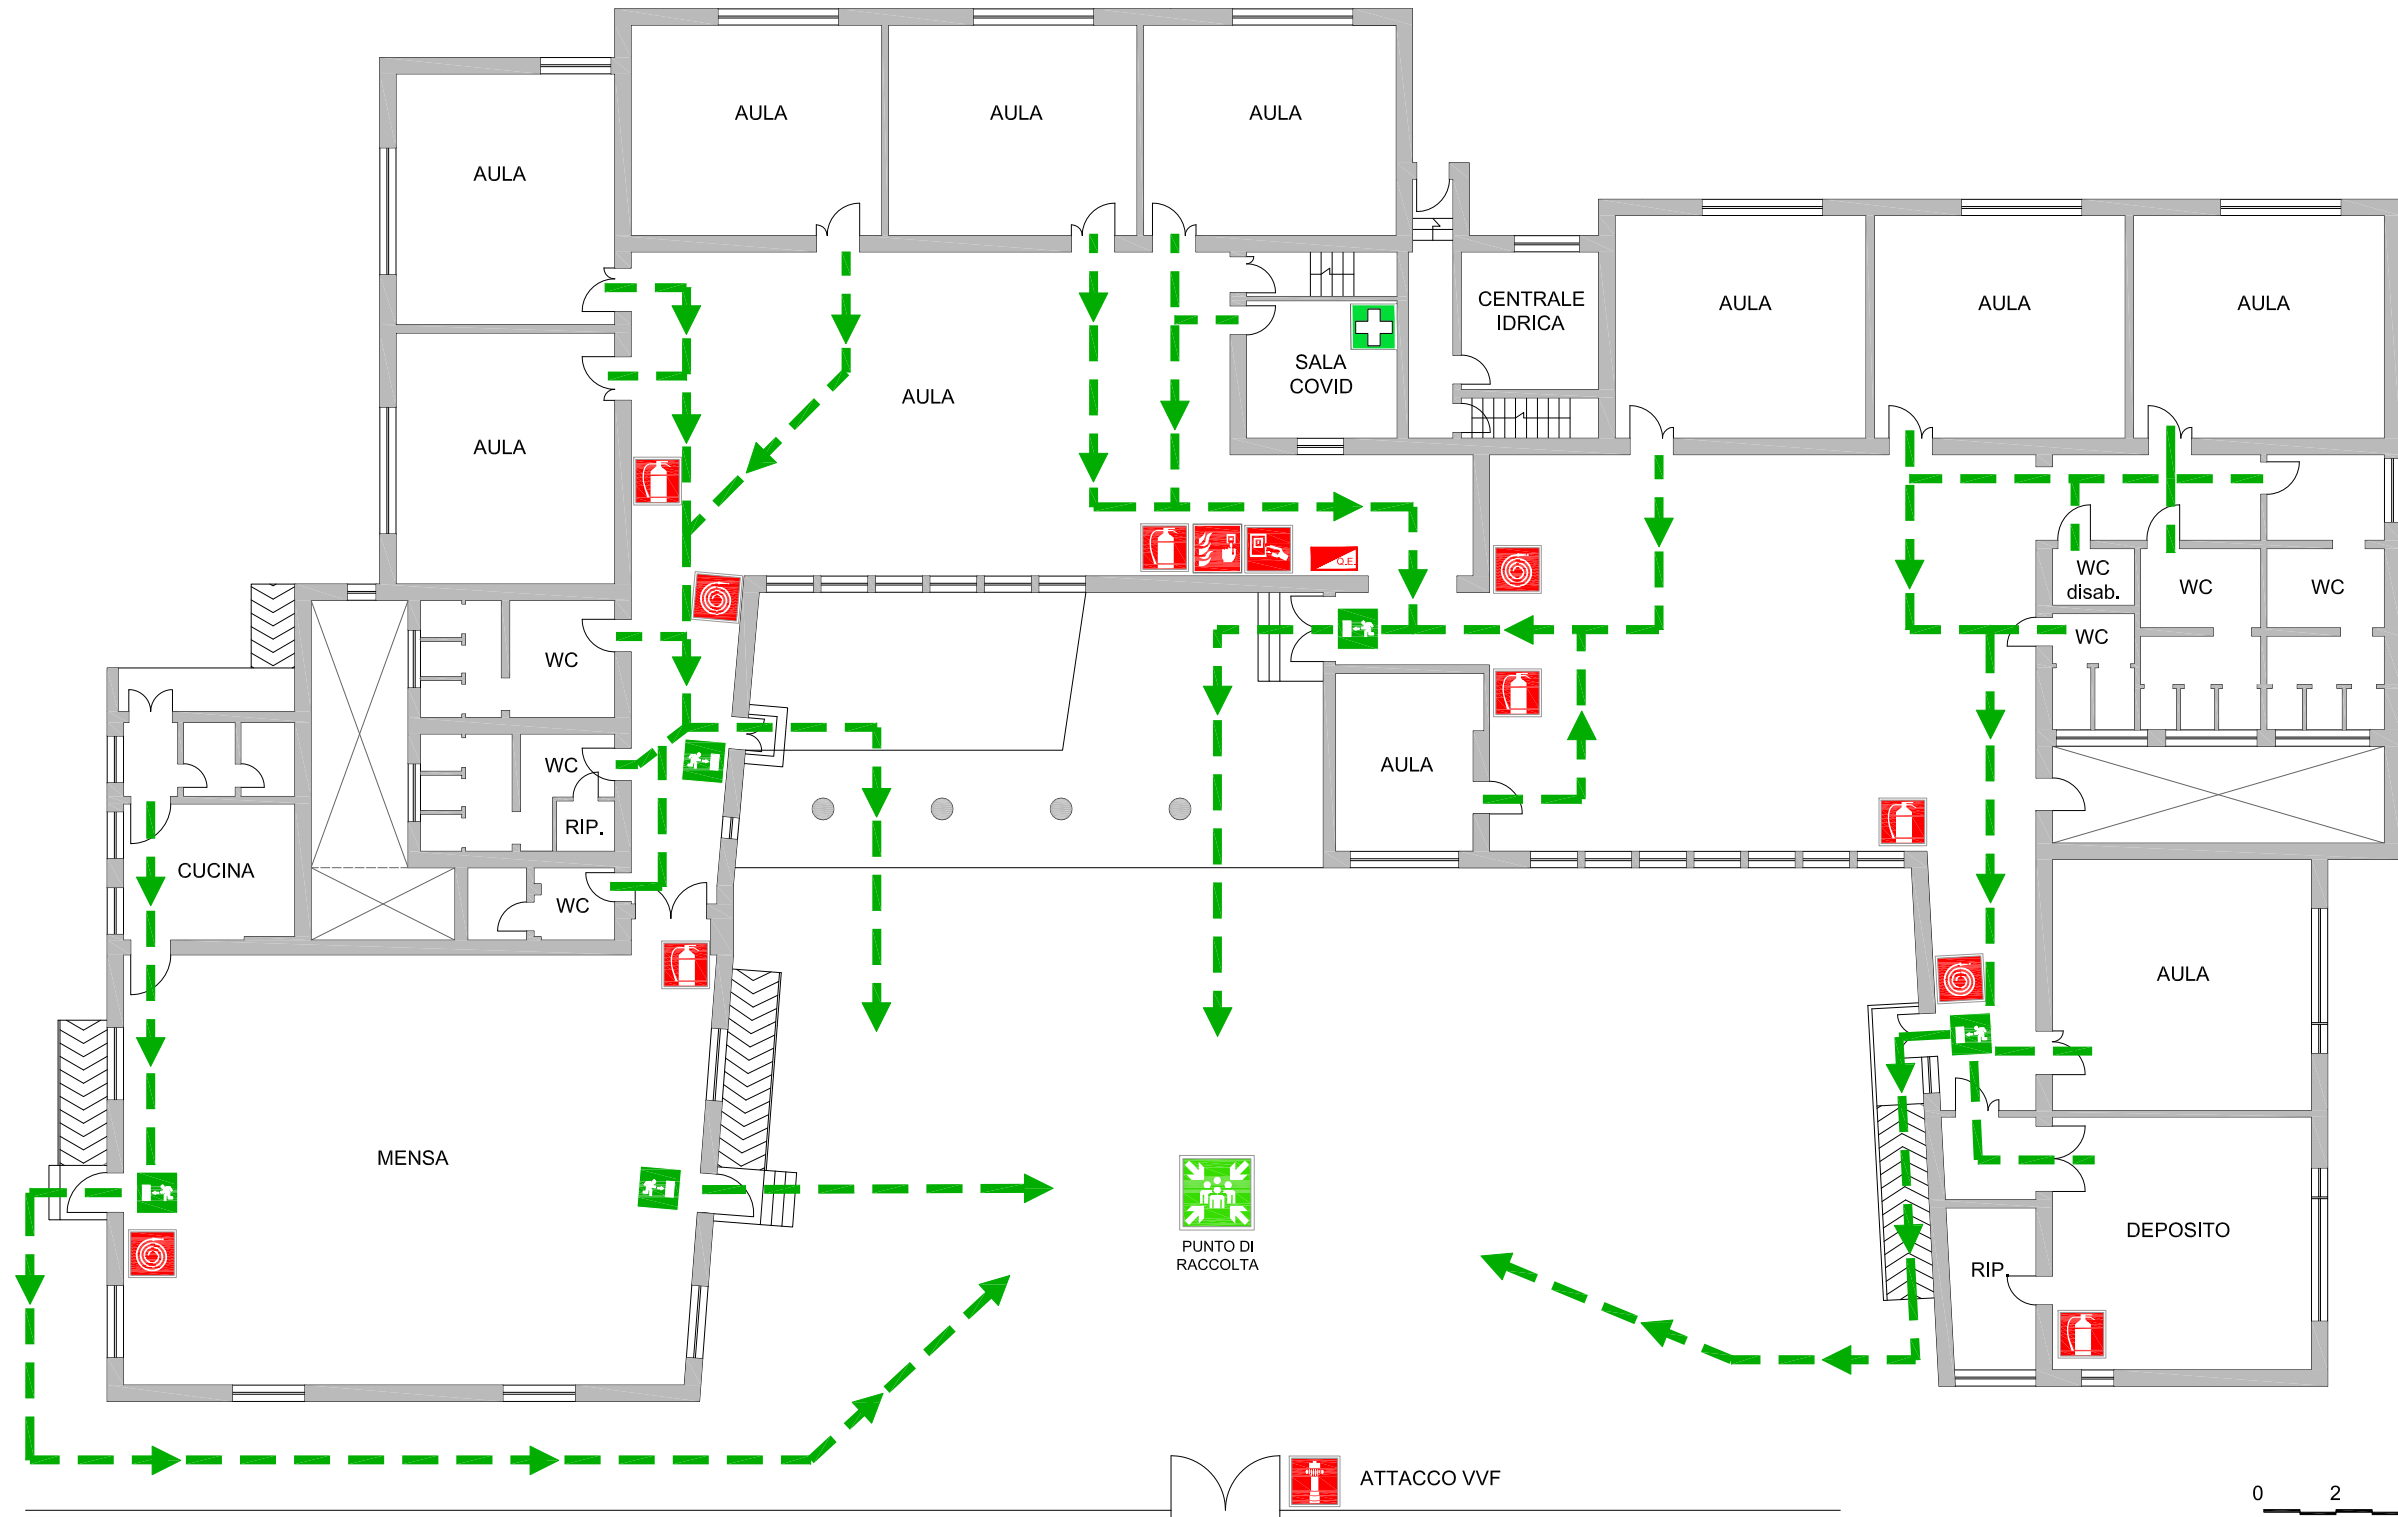 AULA
AULA
AULA
AULA
CENTRALE
IDRICA
AULA
AULA
AULA
SALA
COVID
AULA
AULA
Q.E.
WC
disab.
WC
WC
WC
WC
WC
AULA
RIP.
CUCINA
WC
AULA
MENSA
PUNTO DI
RACCOLTA
DEPOSITO
RIP.
ATTACCO VVF
0 2